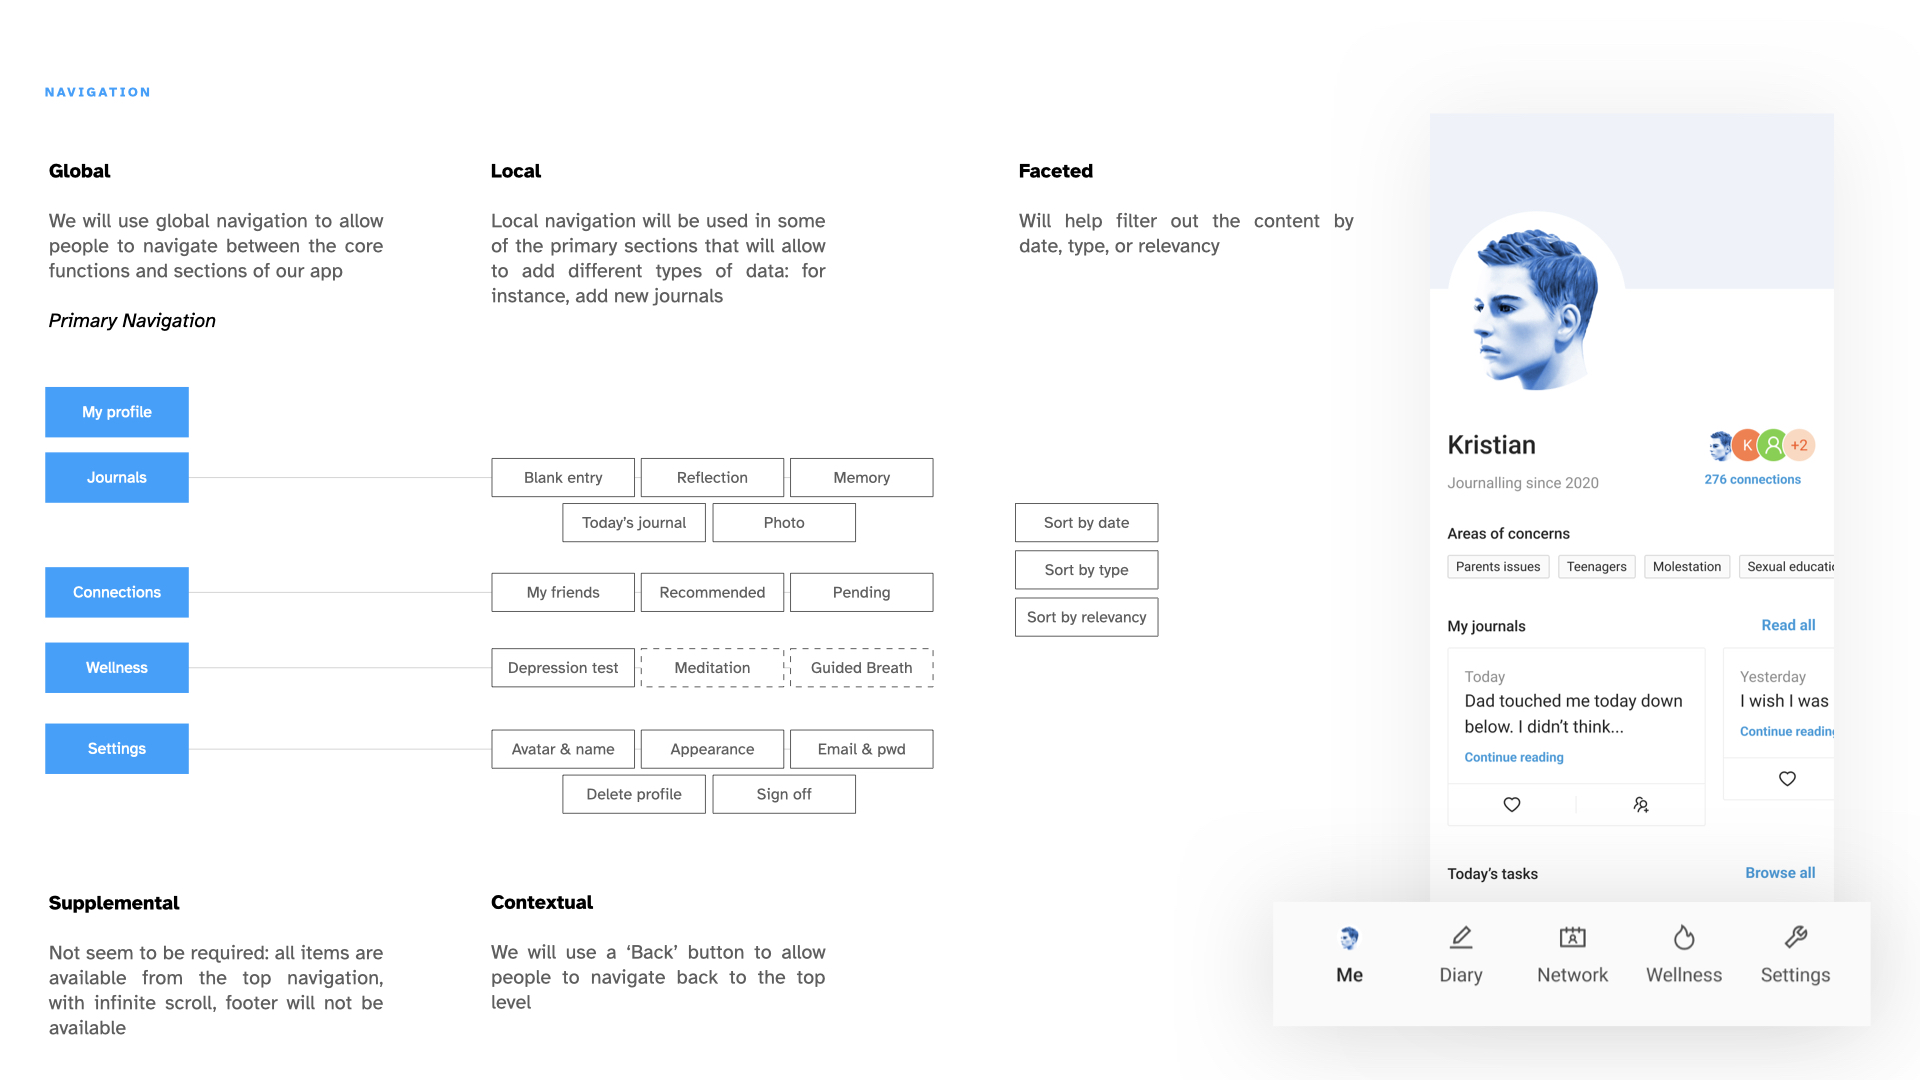 NAVIGATION
Global
We will use global navigation to allow
people to navigate between the core
functions and sections of our app
Primary Navigation
Local
Local navigation will be used in some
of the primary sections that will allow
to add different types of data: for
instance, add new journals
Faceted
Will help filter out the content by
date, type, or relevancy
My profile
Journals
Blank entry
Reflection
Memory
Today's journal
Photo
Connections
My friends
Recommended
Pending
Wellness
Depression test
Meditation
Guided Breath
Settings
Avatar & name
Appearance
Email & pwd
Delete profile
Sign off
Sort by date
Sort by type
Sort by relevancy
Supplemental
Not seem to be required: all items are
available from the top navigation,
with infinite scroll, footer will not be
available
Contextual
We will use a ‘Back’ button to allow
people to navigate back to the top
level
Kristian
K
+2
Journalling since 2020
276 connections
Areas of concerns
Parents issues
Teenagers
Molestation
Sexual educatio
My journals
Read all
Today
Dad touched me today down
below. I didn’t think...
Continue reading
Yesterday
I wish I was
Continue reading
Today’s tasks
Browse all
Me
Diary
Network
Wellness
Settings